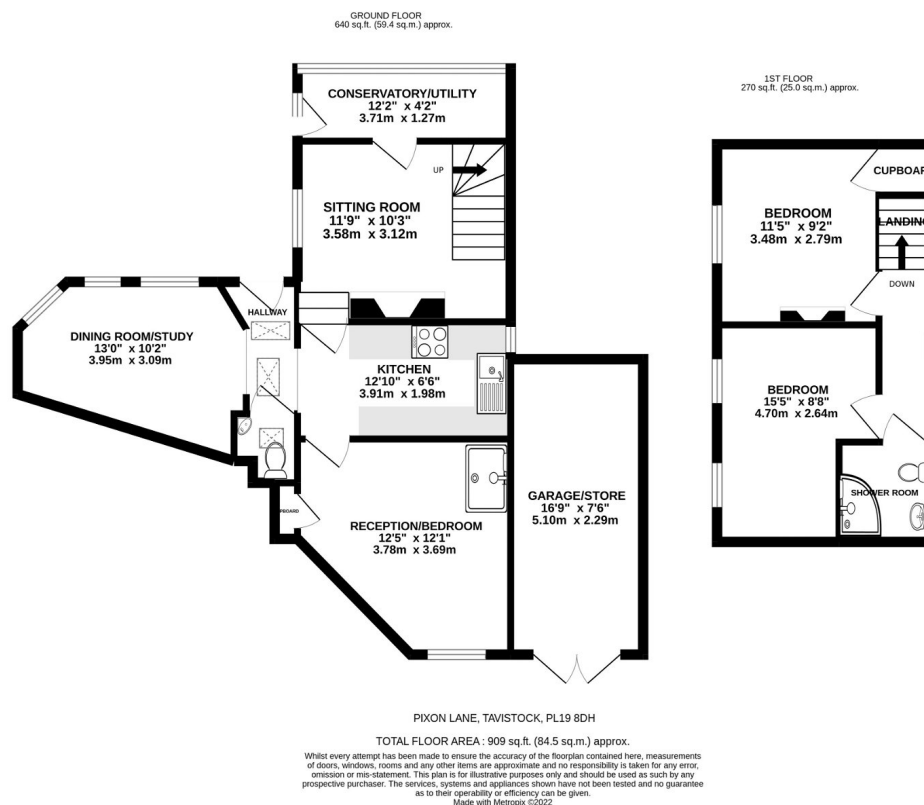 GROUND FLOOR
640 sq.ft. (59.4 sq.m.) approx.
CONSERVATORY/UTILITY
12'2" x 4'2"
3.71m x 1.27m
UP
SITTING ROOM
11'9" x 10'3"
3.58m x 3.12m
HALLWAY
DINING ROOM/STUDY
13'0" x 10'2"
3.95m x 3.09m
KITCHEN
12'10" x 6'6"
3.91m x 1.98m
PBOARD
RECEPTION/BEDROOM
12'5" x 12'1"
3.78m x 3.69m
GARAGE/STORE
16'9" x 7'6"
5.10m x 2.29m
1ST FLOOR
270 sq.ft. (25.0 sq.m.) approx.
CUPBOAR
BEDROOM
11'5" x 9'2"
3.48m x 2.79m
LANDING
DOWN
BEDROOM
15'5" x 8'8"
4.70m x 2.64m
SHOWER ROOM
PIXON LANE, TAVISTOCK, PL19 8DH
TOTAL FLOOR AREA : 909 sq.ft. (84.5 sq.m.) approx.
Whilst every attempt has been made to ensure the accuracy of the floorplan contained here, measurements
of doors, windows, rooms and any other items are approximate and no responsibility is taken for any error,
omission or mis-statement. This plan is for illustrative purposes only and should be used as such by any
prospective purchaser. The services, systems and appliances shown have not been tested and no guarantee
as to their operability or efficiency can be given.
Made with Metropix ©2022